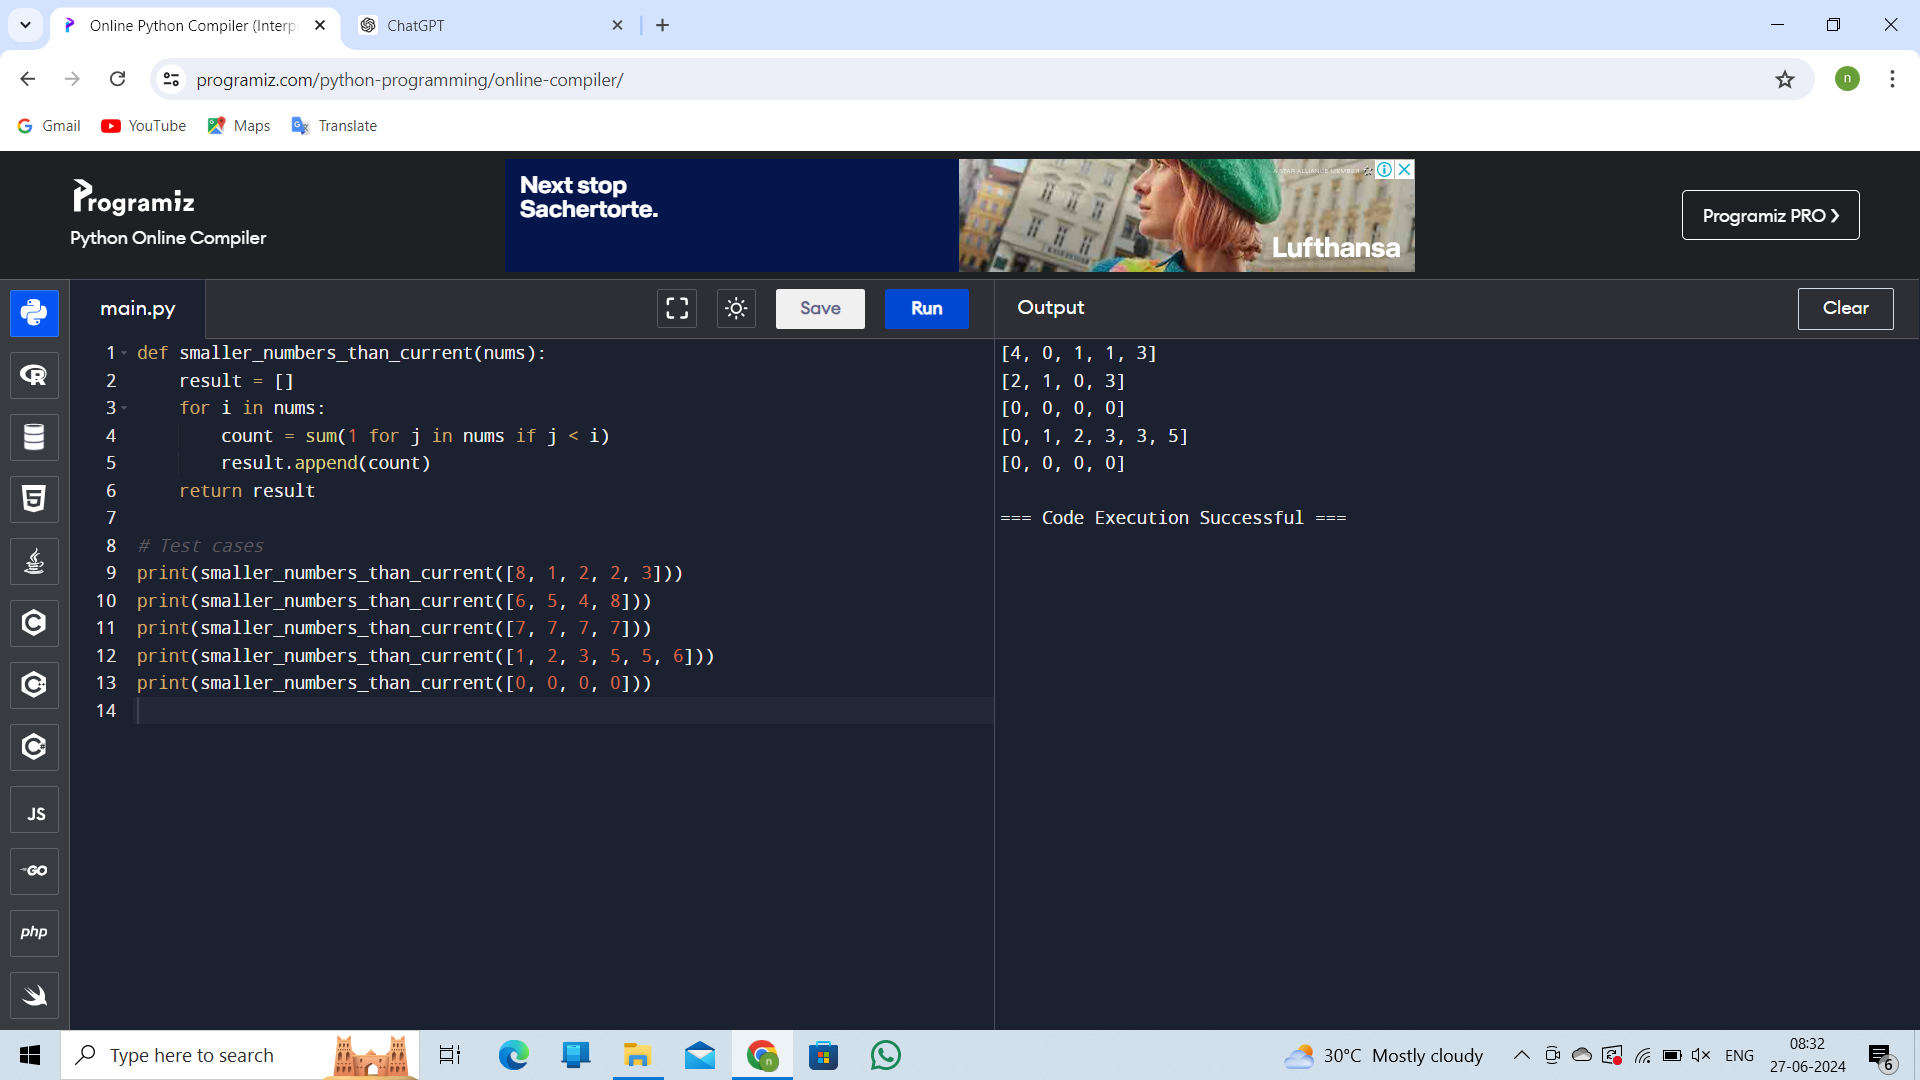 Online Python Compiler (Interp
ChatGPT
programiz.com/python-programming/online-compiler/
n
Gmail
YouTube
Maps
Translate
Programiz
Python Online Compiler
Next stop
Sachertorte.
A STAR ALLIANCE MEMBER
Lufthansa
Programiz PRO ❯
main.py
Save
Run
Output
Clear
1 def smaller_numbers_than_current(nums):
2     result = []
3     for i in nums:
4         count = sum(1 for j in nums if j < i)
5         result.append(count)
6     return result
7
8 # Test cases
9 print(smaller_numbers_than_current([8, 1, 2, 2, 3]))
10 print(smaller_numbers_than_current([6, 5, 4, 8]))
11 print(smaller_numbers_than_current([7, 7, 7, 7]))
12 print(smaller_numbers_than_current([1, 2, 3, 5, 5, 6]))
13 print(smaller_numbers_than_current([0, 0, 0, 0]))
14
[4, 0, 1, 1, 3]
[2, 1, 0, 3]
[0, 0, 0, 0]
[0, 1, 2, 3, 3, 5]
[0, 0, 0, 0]
=== Code Execution Successful ===
JS
GO
php
Type here to search
30°C Mostly cloudy
ENG
08:32
27-06-2024
6